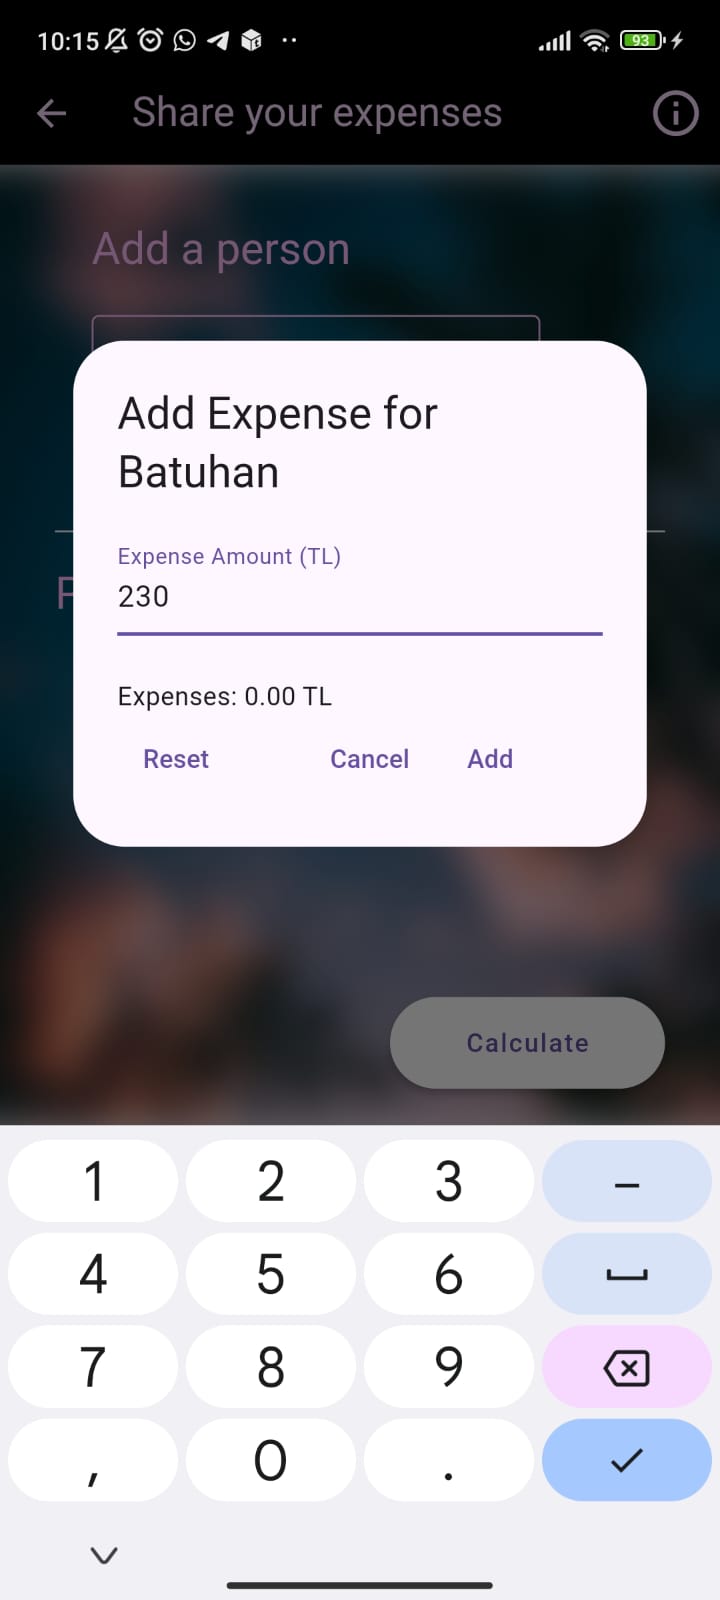 10:15
93
Share your expenses
Add a person
Add Expense for
Batuhan
Expense Amount (TL)
230
P
Expenses: 0.00 TL
Reset Cancel Add
Calculate
1 2 3 –
4 5 6
7 8 9
, 0 .